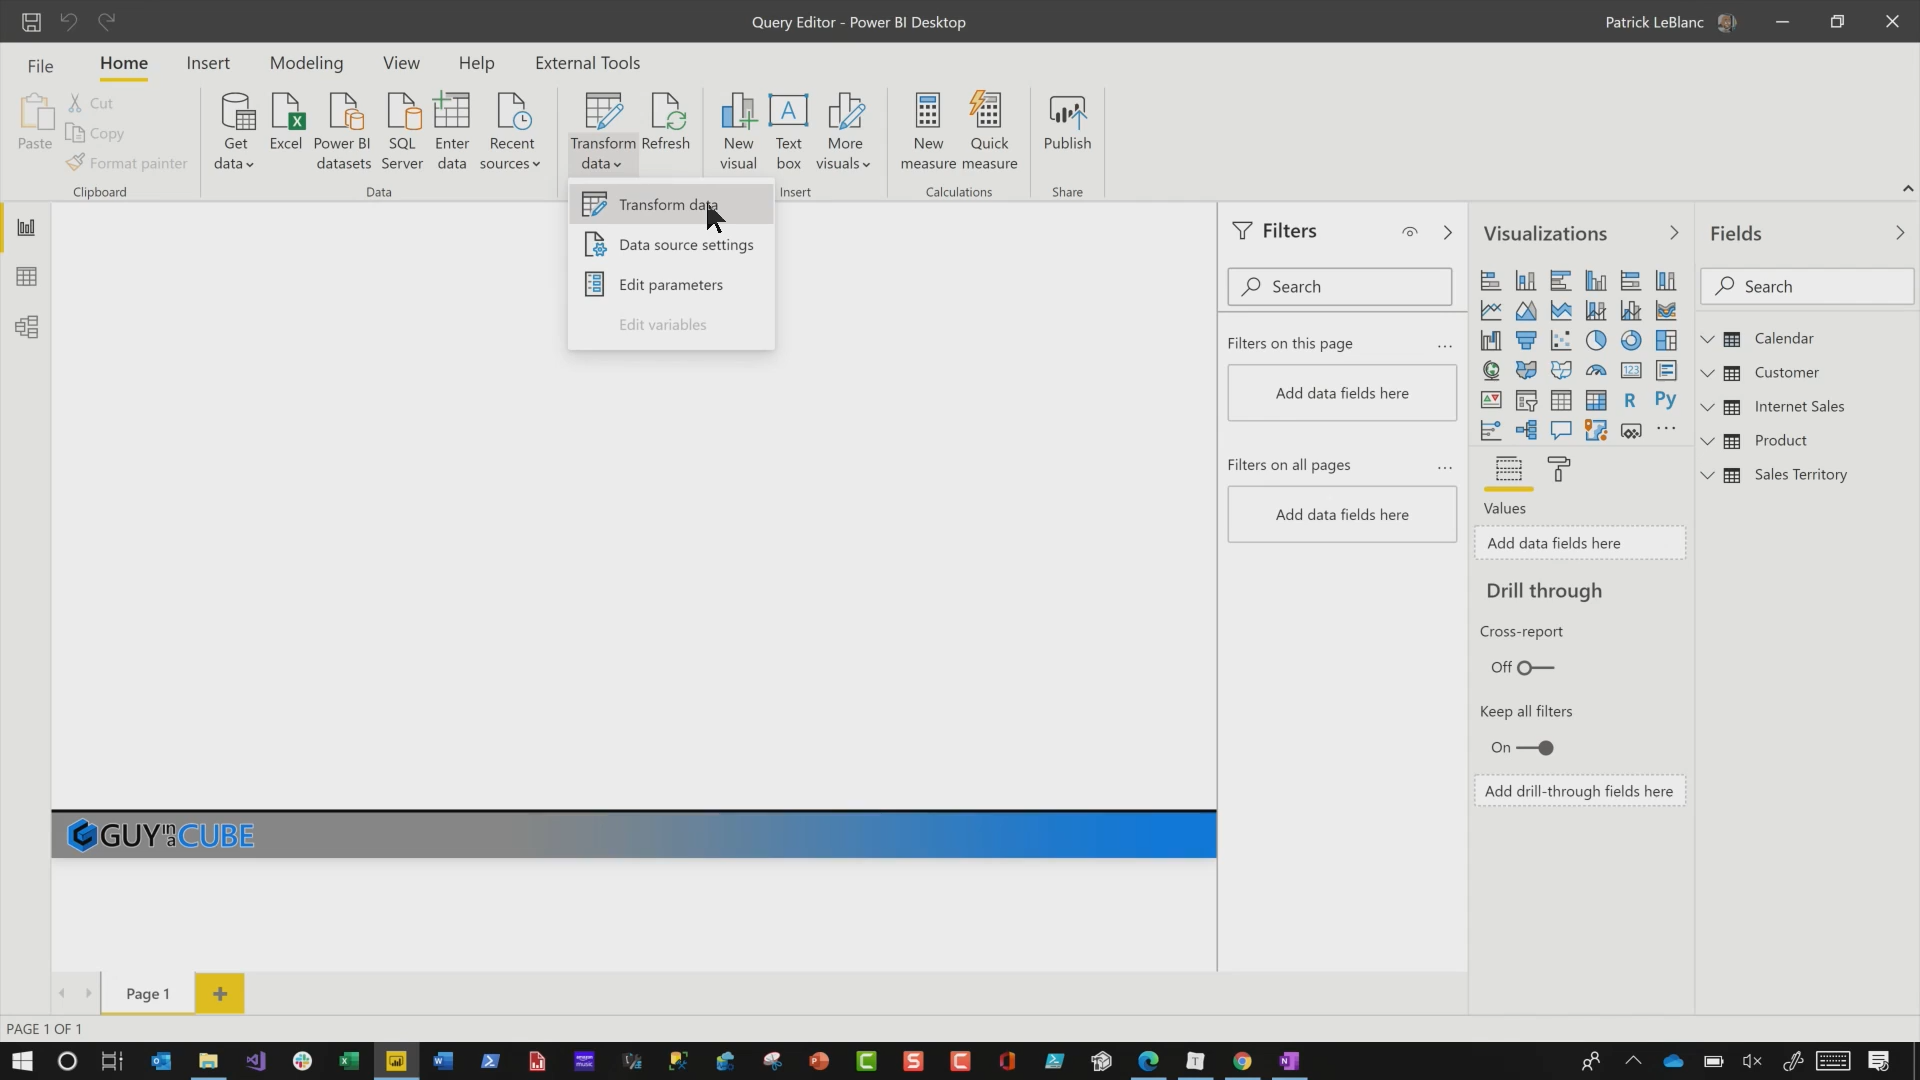 Query Editor - Power BI Desktop
Patrick LeBlanc
File
Home
Insert
Modeling
View
Help
External Tools
Paste
Cut
Copy
Format painter
Clipboard
Get data
Excel
Power BI datasets
SQL Server
Enter data
Recent sources
Data
Transform data
Refresh
New visual
Text box
More visuals
Insert
New measure
Quick measure
Calculations
Publish
Share
Transform data
Data source settings
Edit parameters
Edit variables
Filters
Search
Filters on this page
...
Add data fields here
Filters on all pages
...
Add data fields here
Visualizations
123
R
Py
...
Values
Add data fields here
Drill through
Cross-report
Off
Keep all filters
On
Add drill-through fields here
Fields
Search
Calendar
Customer
Internet Sales
Product
Sales Territory
GUY in a CUBE
Page 1
PAGE 1 OF 1